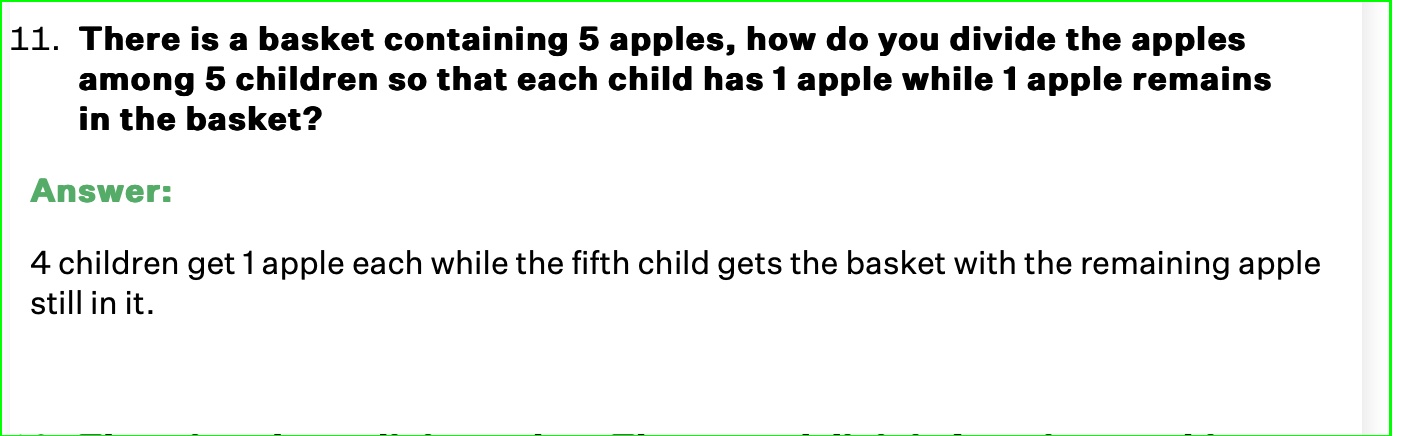 11. There is a basket containing 5 apples, how do you divide the apples
among 5 children so that each child has 1 apple while 1 apple remains
in the basket?
Answer:
4 children get 1 apple each while the fifth child gets the basket with the remaining apple
still in it.